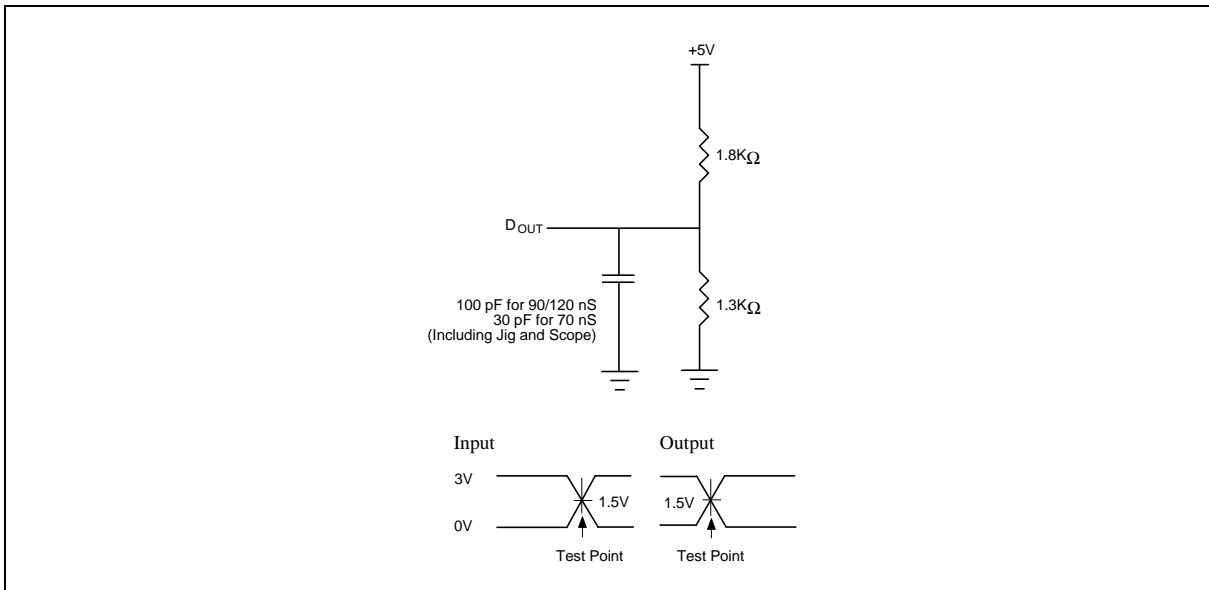 +5V
1.8KΩ
D OUT
100 pF for 90/120 nS
30 pF for 70 nS
(Including Jig and Scope)
1.3KΩ
Input
Output
3V
1.5V
1.5V
0V
Test Point
Test Point